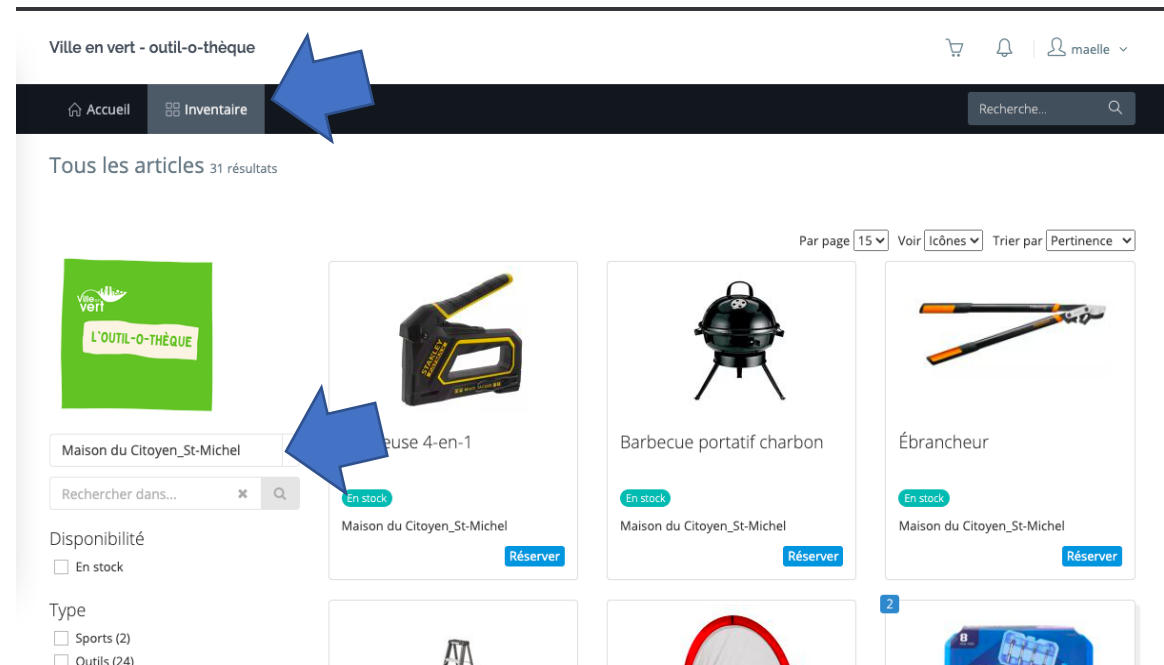 Ville en vert - outil-o-thèque
maelle
Accueil
Inventaire
Recherche...
Tous les articles 31 résultats
Par page 15 Voir Icônes Trier par Pertinence
Ville en vert
L'OUTIL-O-THÈQUE
Maison du Citoyen_St-Michel
Rechercher dans...
Disponibilité
En stock
Type
Sports (2)
Outils (24)
STANLEY
euse 4-en-1
En stock
Maison du Citoyen_St-Michel
Réserver
Barbecue portatif charbon
En stock
Maison du Citoyen_St-Michel
Réserver
Ébrancheur
En stock
Maison du Citoyen_St-Michel
Réserver
2
8